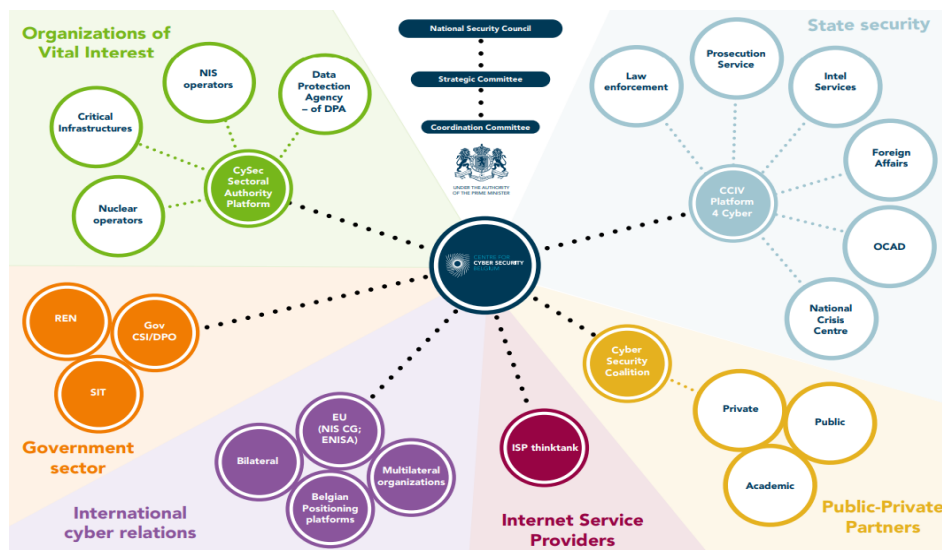 Organizations of
Vital Interest
NIS
operators
Data
Protection
Agency
– of DPA
Critical
Infrastructures
CySec
Sectoral
Authority
Platform
Nuclear
operators
National Security Council
Strategic Committee
Coordination Committee
UNDER THE AUTHORITY
OF THE PRIME MINISTER
CENTRE FOR
CYBER SECURITY
BELGIUM
State security
Law
enforcement
Prosecution
Service
Intel
Services
Foreign
Affairs
CCIV
Platform
4 Cyber
OCAD
National
Crisis
Centre
REN
Gov
CSI/DPO
SIT
Government
sector
EU
(NIS CG;
ENISA)
Bilateral
Multilateral
organizations
Belgian
Positioning
platforms
International
cyber relations
ISP thinktank
Internet Service
Providers
Cyber
Security
Coalition
Private
Public
Academic
Public-Private
Partners